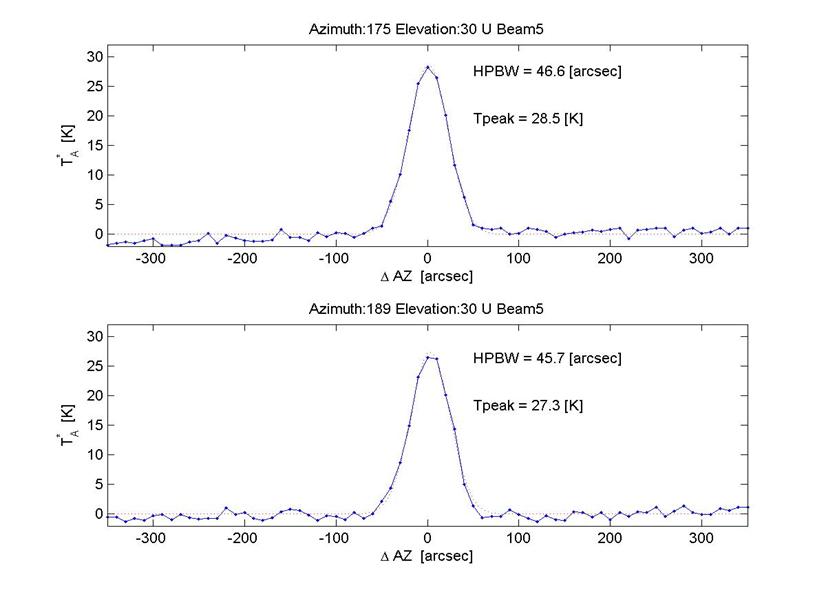 Azimuth:175 Elevation:30 U Beam5
30
25
20
15
10
5
0
T*A [K]
HPBW = 46.6 [arcsec]
Tpeak = 28.5 [K]
-300 -200 -100 0 100 200 300
Δ AZ [arcsec]
Azimuth:189 Elevation:30 U Beam5
30
25
20
15
10
5
0
T*A [K]
HPBW = 45.7 [arcsec]
Tpeak = 27.3 [K]
-300 -200 -100 0 100 200 300
Δ AZ [arcsec]